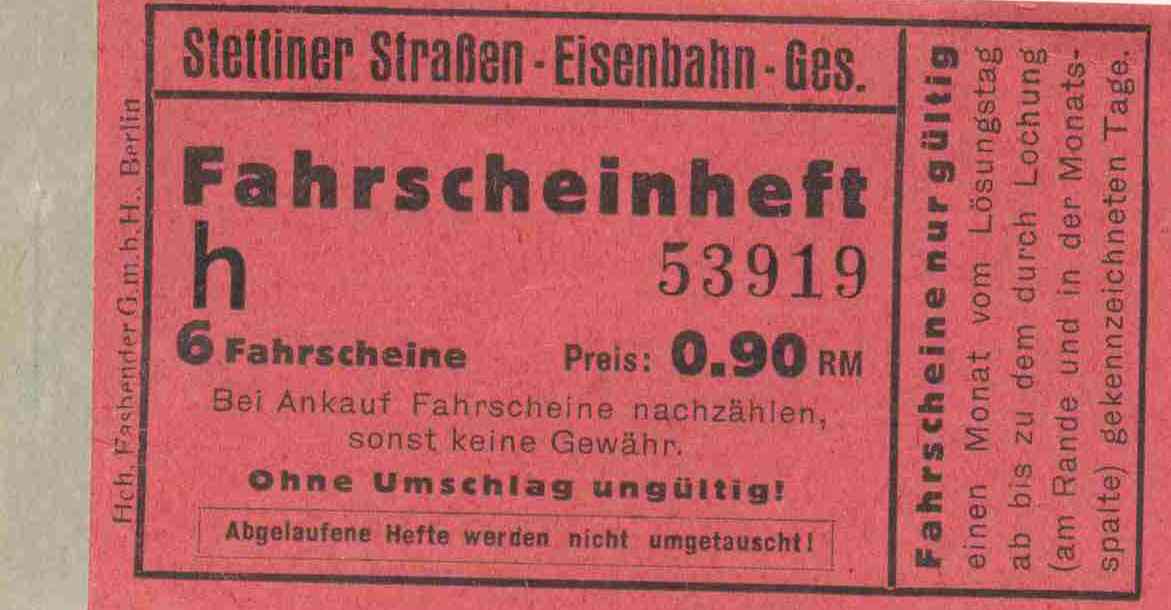 Stettiner Straßen-Eisenbahn-Ges.
Fahrscheinheft
h
53919
6 Fahrscheine Preis: 0.90 RM
Bei Ankauf Fahrscheine nachzählen,
sonst keine Gewähr.
Ohne Umschlag ungültig!
Abgelaufene Hefte werden nicht umgetauscht!
Fahrscheine nur gültig
einen Monat vom Lösungstag
ab bis zu dem durch Lochung
(am Rande und in der Monats-
spalte) gekennzeichneten Tage.
G.m.b.H., Berlin